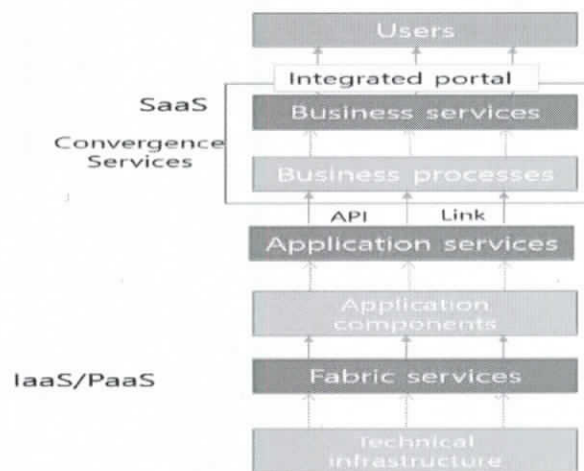 Users
Integrated portal
SaaS
Business services
Convergence
Services
Business processes
API
Link
Application services
Application
components
IaaS/PaaS
Fabric services
Technical
infrastructure